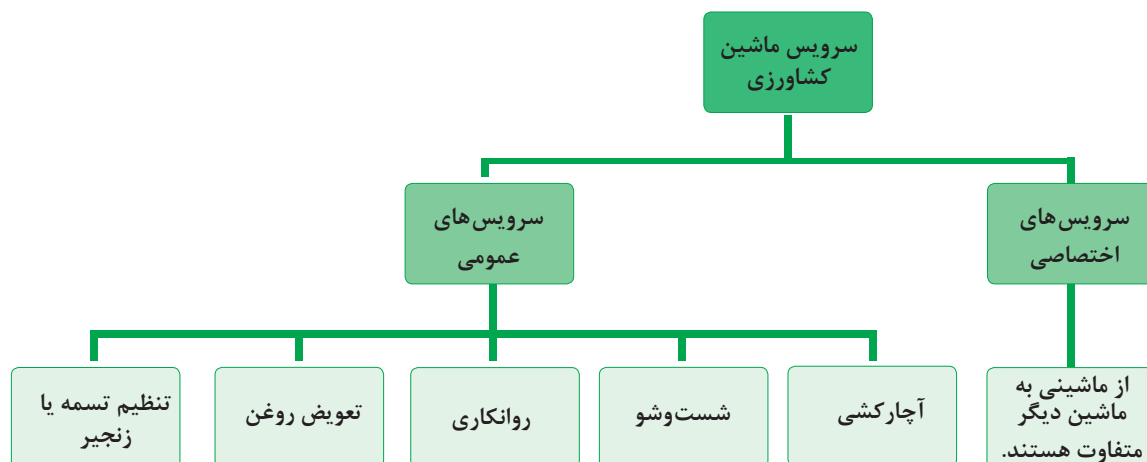 سرویس ماشین
کشاورزی
سرویس‌های
اختصاصی
سرویس‌های
عمومی
از ماشینی به
ماشین دیگر
متفاوت هستند.
آچارکشی
شست‌وشو
روانکاری
تعویض روغن
تنظیم تسمه یا
زنجیر